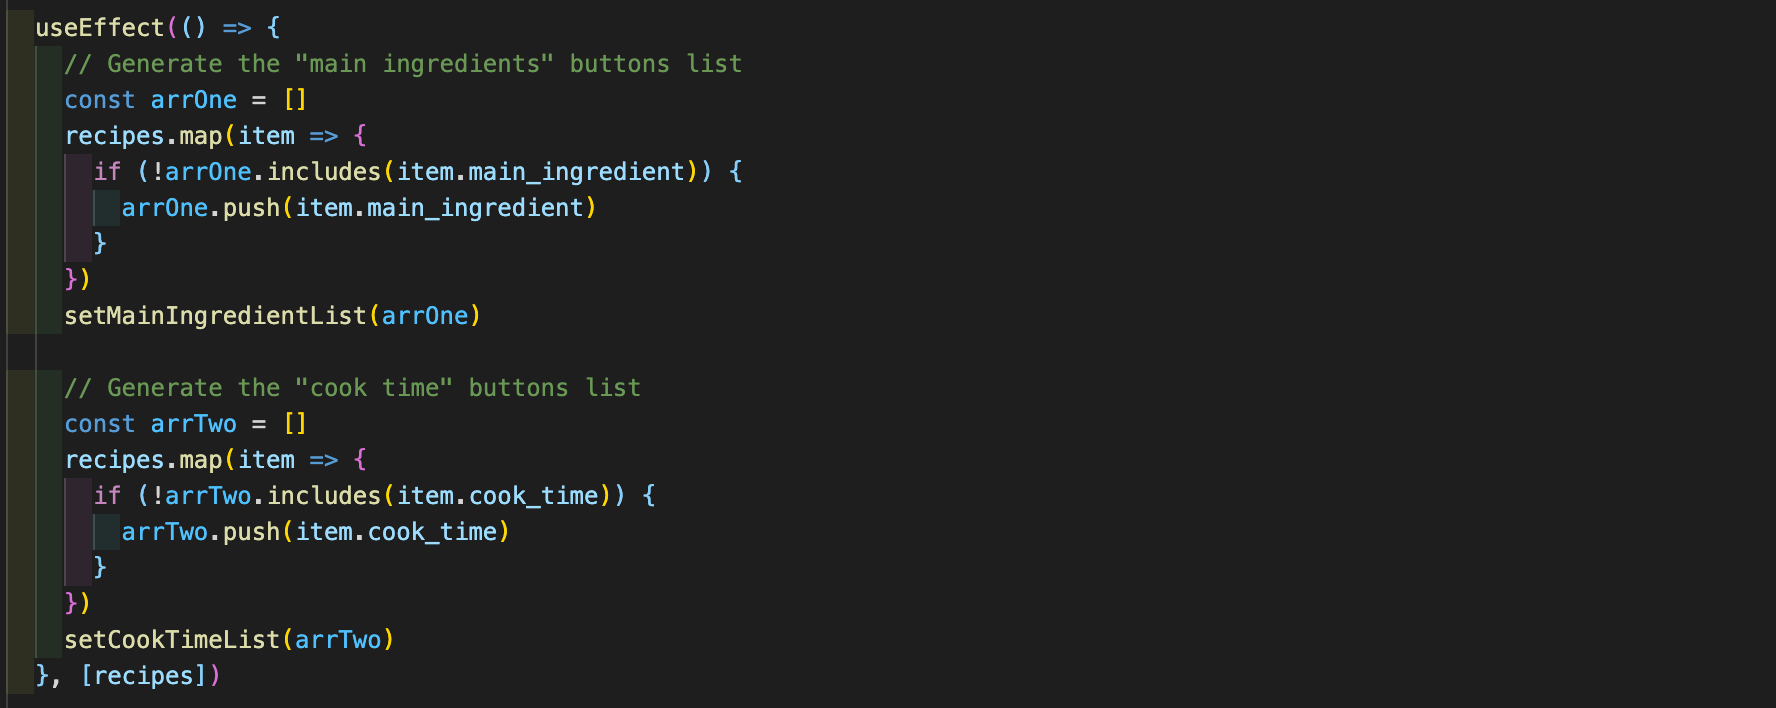 useEffect(() => {
// Generate the "main ingredients" buttons list
const arrOne = []
recipes.map(item => {
if (!arrOne.includes(item.main_ingredient)) {
arrOne.push(item.main_ingredient)
}
})
setMainIngredientList(arrOne)
// Generate the "cook time" buttons list
const arrTwo = []
recipes.map(item => {
if (!arrTwo.includes(item.cook_time)) {
arrTwo.push(item.cook_time)
}
})
setCookTimeList(arrTwo)
}, [recipes])